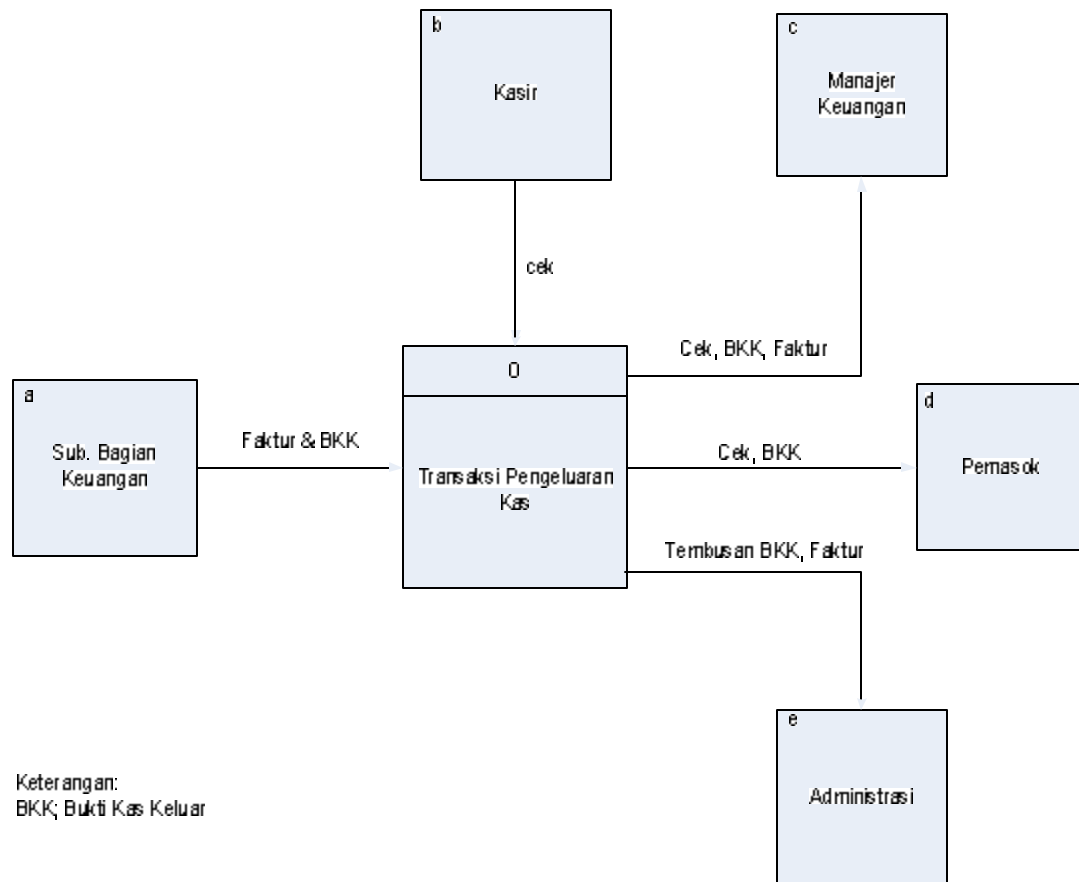 b
Kasir
c
Manajer
Keuangan
cek
Cek, BKK, Faktur
0
a
Sub. Bagian
Keuangan
Faktur & BKK
Transaksi Pengeluaran
Kas
Cek, BKK
d
Pemasok
Tembusan BKK, Faktur
e
Administrasi
Keterangan:
BKK; Bukti Kas Keluar